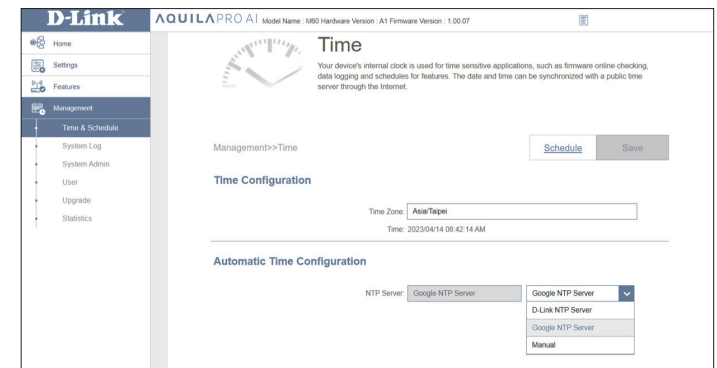 D-Link
AQUILA PRO AI Model Name : M60 Hardware Version : A1 Firmware Version : 1.00.07
Home
Settings
Features
Management
Time & Schedule
System Log
System Admin
User
Upgrade
Statistics
Time
Your device's internal clock is used for time sensitive applications, such as firmware online checking,
data logging and schedules for features. The date and time can be synchronized with a public time
server through the Internet.
Management>>Time
Schedule
Save
Time Configuration
Time Zone: Asia/Taipei
Time: 2023/04/14 08:42:14 AM
Automatic Time Configuration
NTP Server: Google NTP Server Google NTP Server
D-Link NTP Server
Google NTP Server
Manual